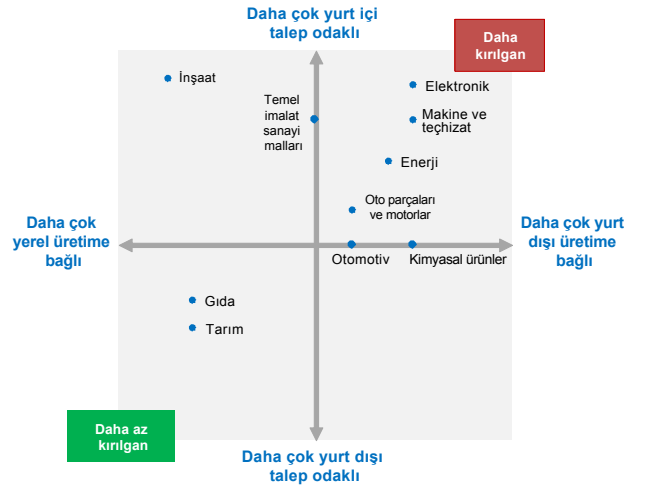 Daha çok yurt içi
talep odaklı
Daha
kırılgan
İnşaat
Elektronik
Temel
imalat
sanayi
malları
Makine ve
teçhizat
Enerji
Oto parçaları
ve motorlar
Daha çok
yerel üretime
bağlı
Daha çok yurt
dışı üretime
bağlı
Otomotiv
Kimyasal ürünler
Gıda
Tarım
Daha az
kırılgan
Daha çok yurt dışı
talep odaklı